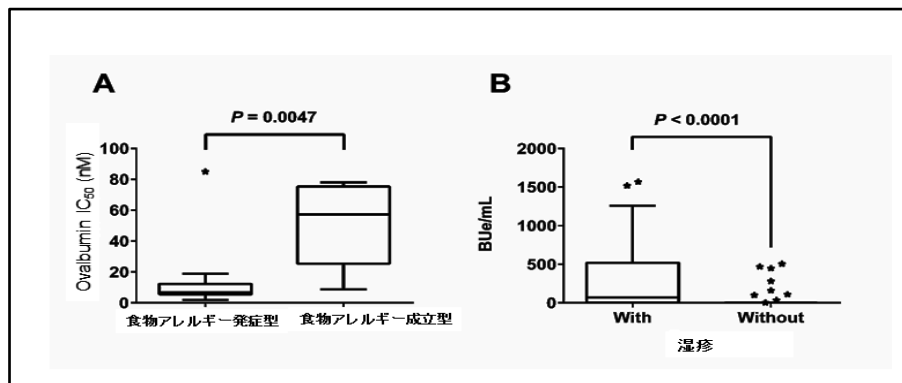 A
P = 0.0047
Ovalbumin IC50 (nM)
100
80
60
40
20
0
食物アレルギー発症型
食物アレルギー成立型
B
P < 0.0001
BUe/mL
2000
1500
1000
500
0
With
Without
湿疹